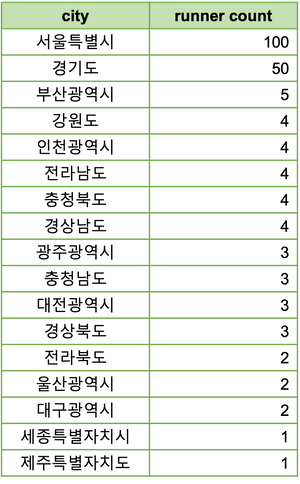 city runner count
서울특별시 100
경기도 50
부산광역시 5
강원도 4
인천광역시 4
전라남도 4
충청북도 4
경상남도 4
광주광역시 3
충청남도 3
대전광역시 3
경상북도 3
전라북도 2
울산광역시 2
대구광역시 2
세종특별자치시 1
제주특별자치도 1